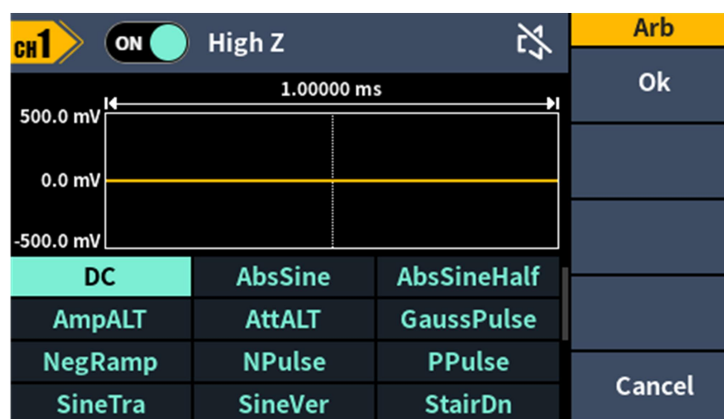 CH1 ON High Z
Arb
Ok
1.00000 ms
500.0 mV
0.0 mV
-500.0 mV
DC AbsSine AbsSineHalf
AmpALT AttALT GaussPulse
NegRamp NPulse PPulse
SineTra SineVer StairDn
Cancel